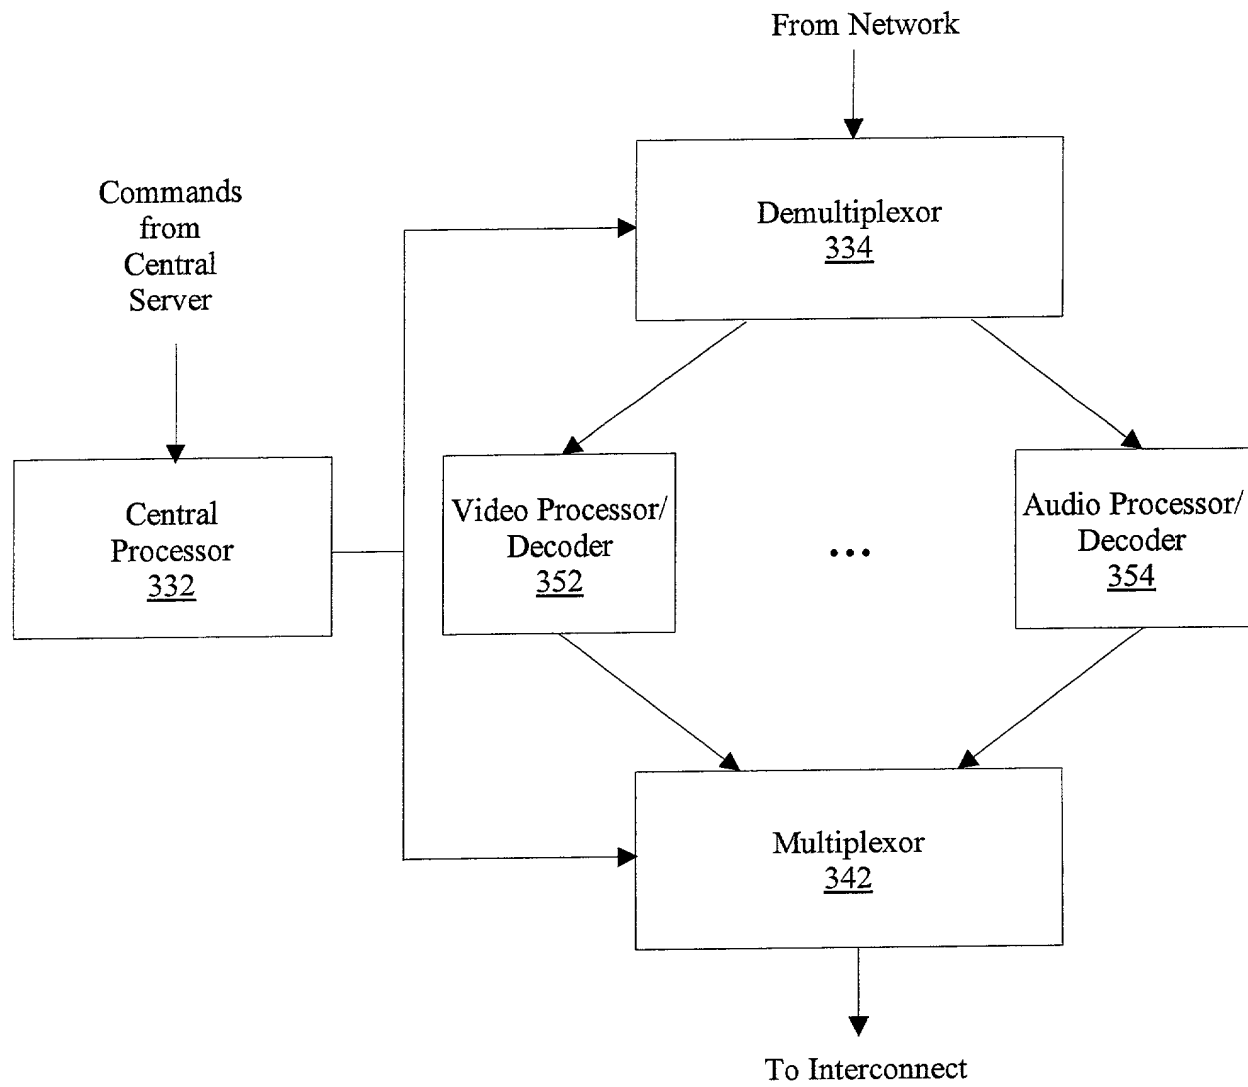 From Network
Demultiplexor
334
Commands
from
Central
Server
Central
Processor
332
Video Processor/
Decoder
352
...
Audio Processor/
Decoder
354
Multiplexor
342
To Interconnect